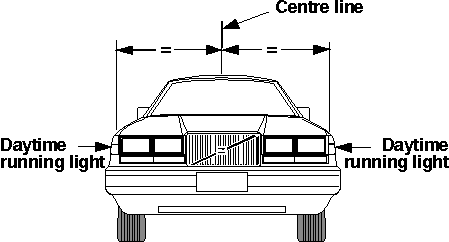 Centre line
= =
Daytime
running light
Daytime
running light